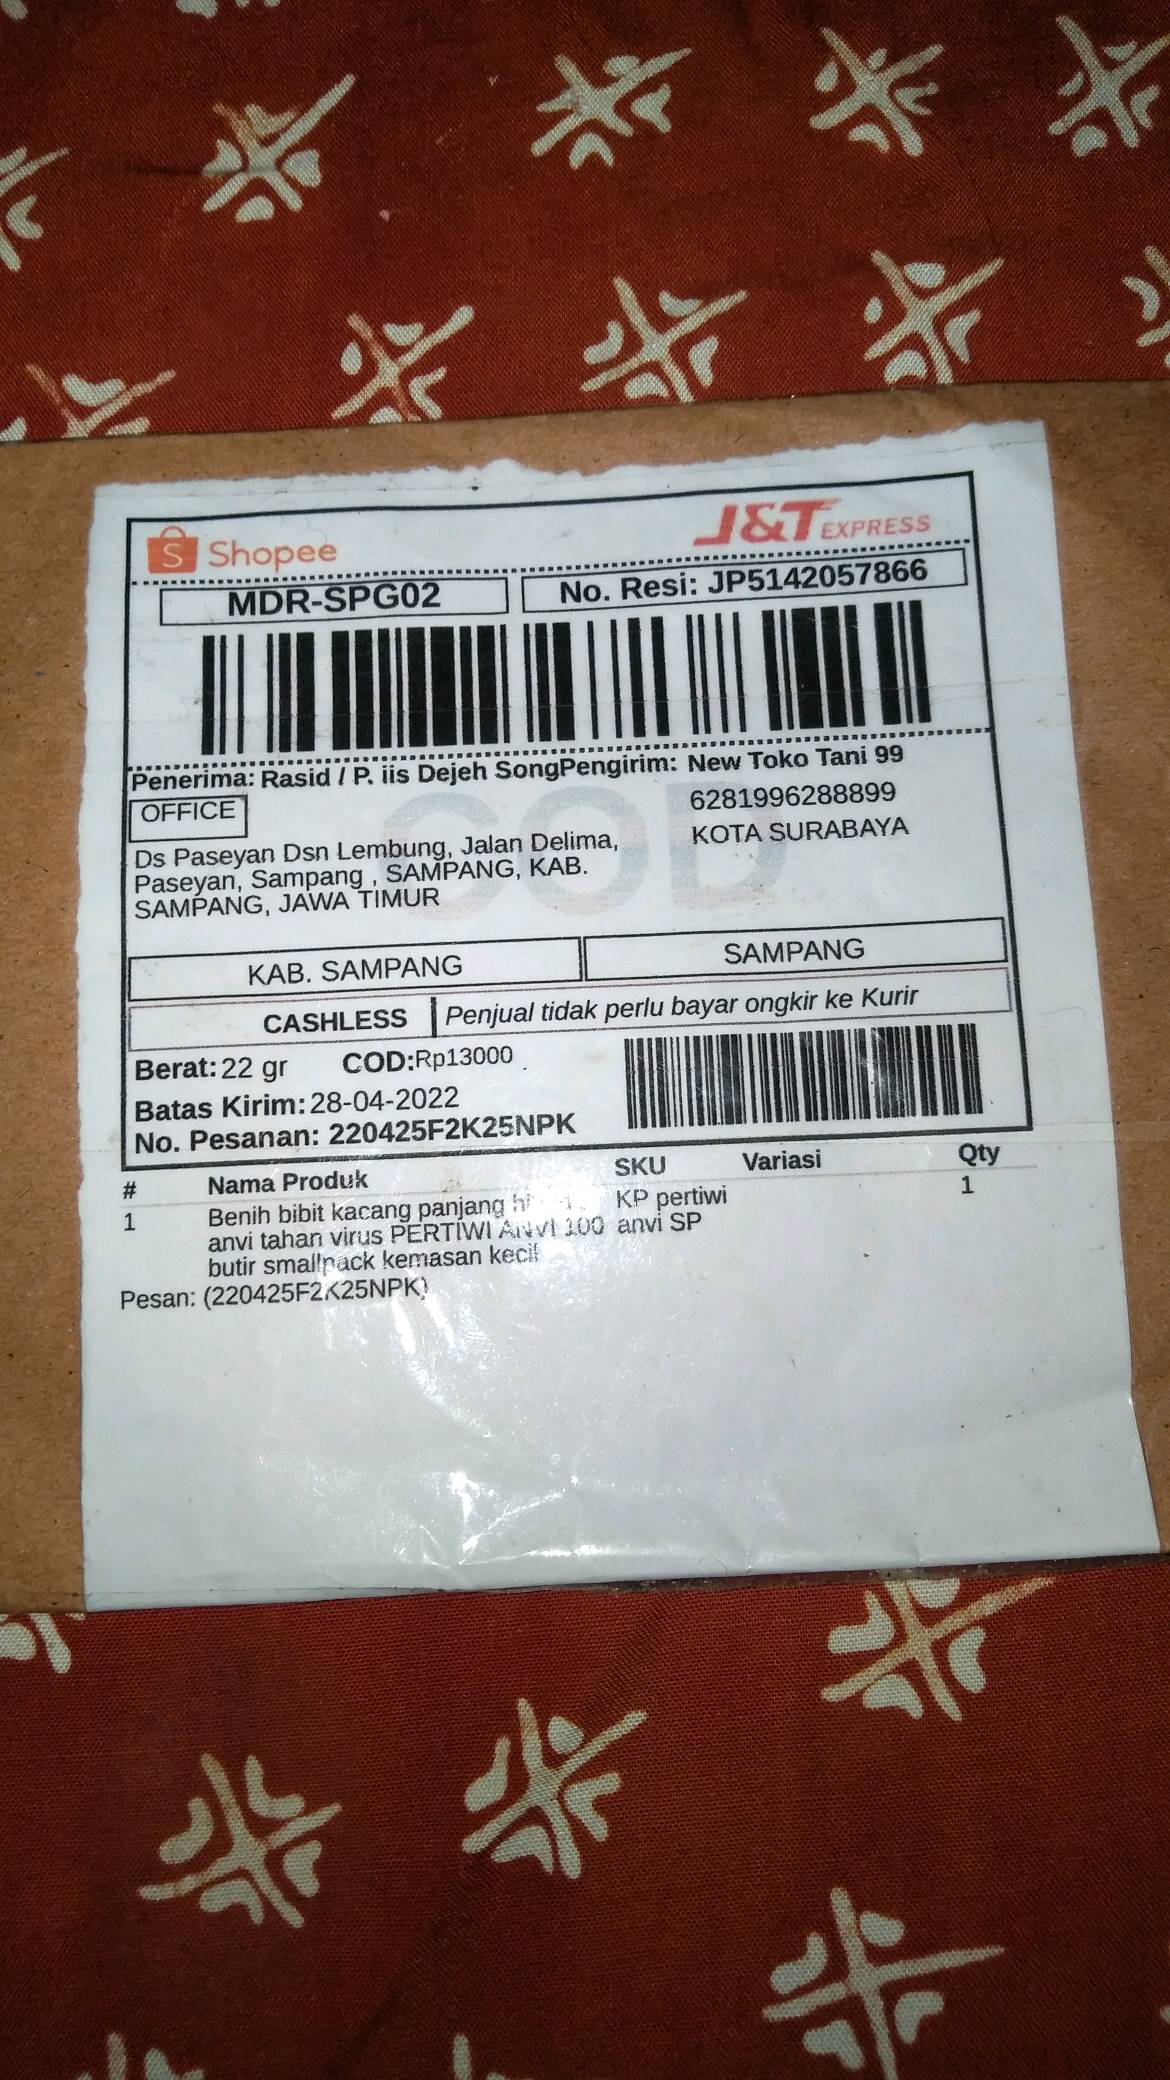 Shopee
J&T EXPRESS
MDR-SPG02
No. Resi: JP5142057866
Penerima: Rasid / P. iis Dejeh SongPengirim: New Toko Tani 99
OFFICE
6281996288899
KOTA SURABAYA
Ds Paseyan Dsn Lembung, Jalan Delima,
Paseyan, Sampang , SAMPANG, KAB.
SAMPANG, JAWA TIMUR
COD
KAB. SAMPANG
SAMPANG
CASHLESS
Penjual tidak perlu bayar ongkir ke Kurir
Berat: 22 gr COD:Rp13000
Batas Kirim: 28-04-2022
No. Pesanan: 220425F2K25NPK
# Nama Produk SKU Variasi Qty
1 Benih bibit kacang panjang KP pertiwi 1
anvi tahan virus PERTIWI ANVI 100 anvi SP
butir smallpack kemasan kecil
Pesan: (220425F2K25NPK)